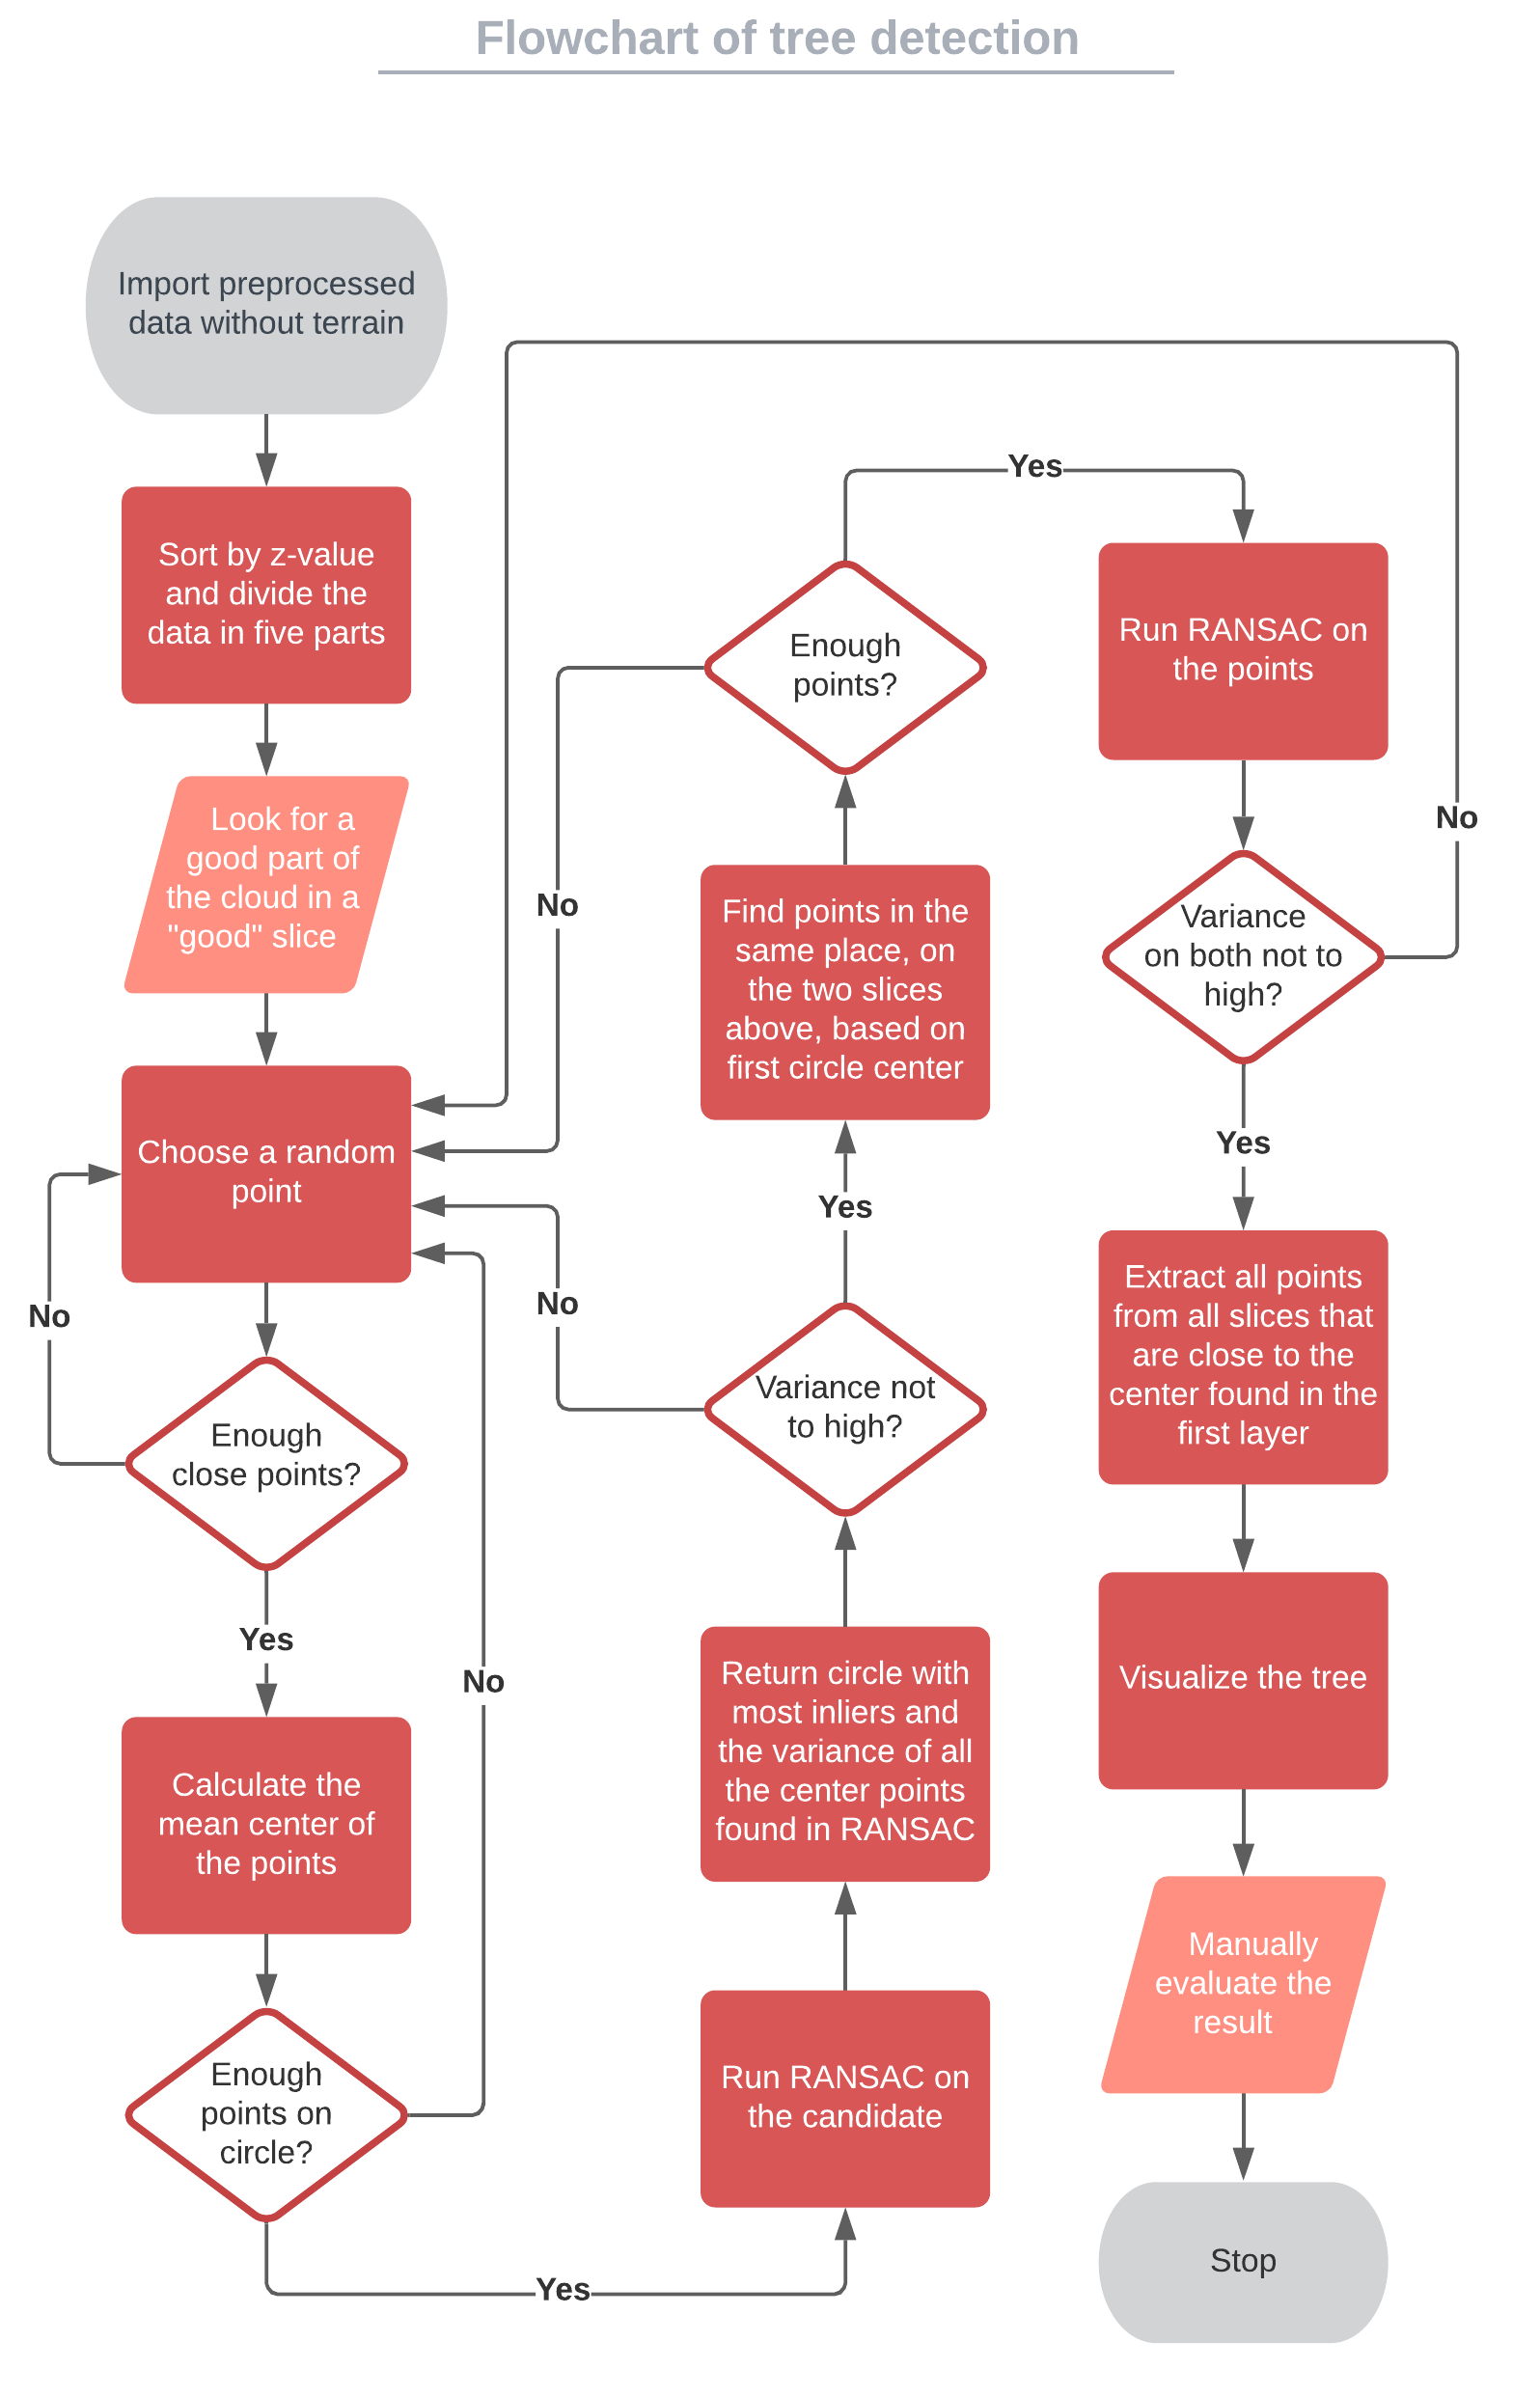 Flowchart of tree detection
Import preprocessed
data without terrain
Sort by z-value
and divide the
data in five parts
Look for a
good part of
the cloud in a
"good" slice
Choose a random
point
No
Enough
close points?
Yes
Calculate the
mean center of
the points
No
Enough
points on
circle?
Yes
Run RANSAC on
the candidate
Return circle with
most inliers and
the variance of all
the center points
found in RANSAC
Variance not
to high?
No
Yes
Find points in the
same place, on
the two slices
above, based on
first circle center
Enough
points?
No
Yes
Run RANSAC on
the points
Variance
on both not to
high?
No
Yes
Extract all points
from all slices that
are close to the
center found in the
first layer
Visualize the tree
Manually
evaluate the
result
Stop